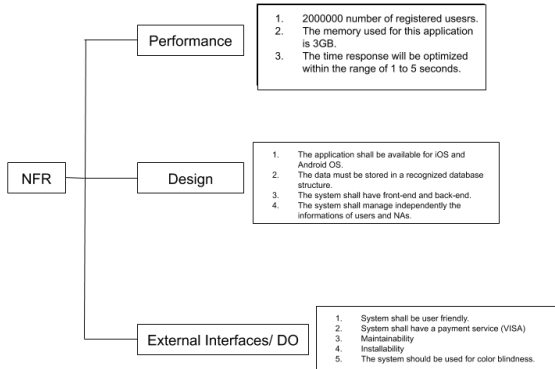 Performance
1. 2000000 number of registered usesrs.
2. The memory used for this application
is 3GB.
3. The time response will be optimized
within the range of 1 to 5 seconds.
NFR
Design
1. The application shall be available for iOS and
Android OS.
2. The data must be stored in a recognized database
structure.
3. The system shall have front-end and back-end.
4. The system shall manage independently the
informations of users and NAs.
External Interfaces/ DO
1. System shall be user friendly.
2. System shall have a payment service (VISA)
3. Maintainability
4. Installability
5. The system should be used for color blindness.